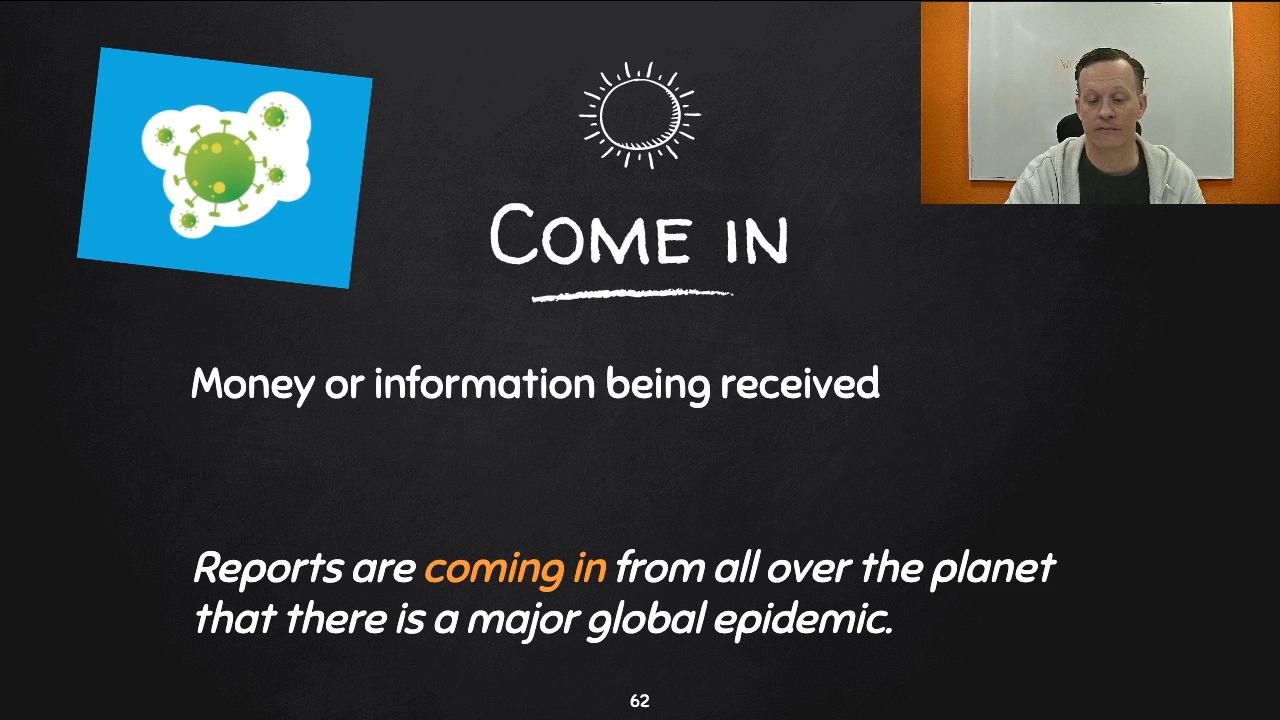 Come in
Money or information being received
Reports are coming in from all over the planet
that there is a major global epidemic.
62